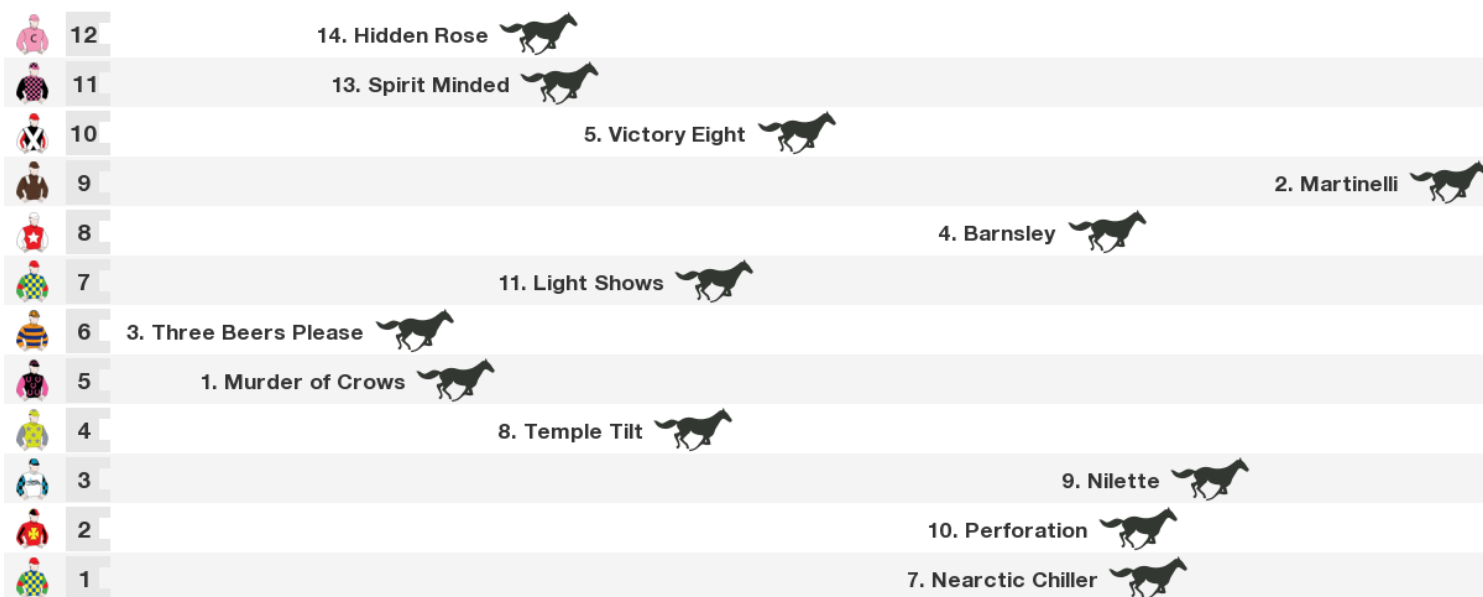 12 14. Hidden Rose
11 13. Spirit Minded
10 5. Victory Eight
9 2. Martinelli
8 4. Barnsley
7 11. Light Shows
6 3. Three Beers Please
5 1. Murder of Crows
4 8. Temple Tilt
3 9. Nilette
2 10. Perforation
1 7. Nearctic Chiller